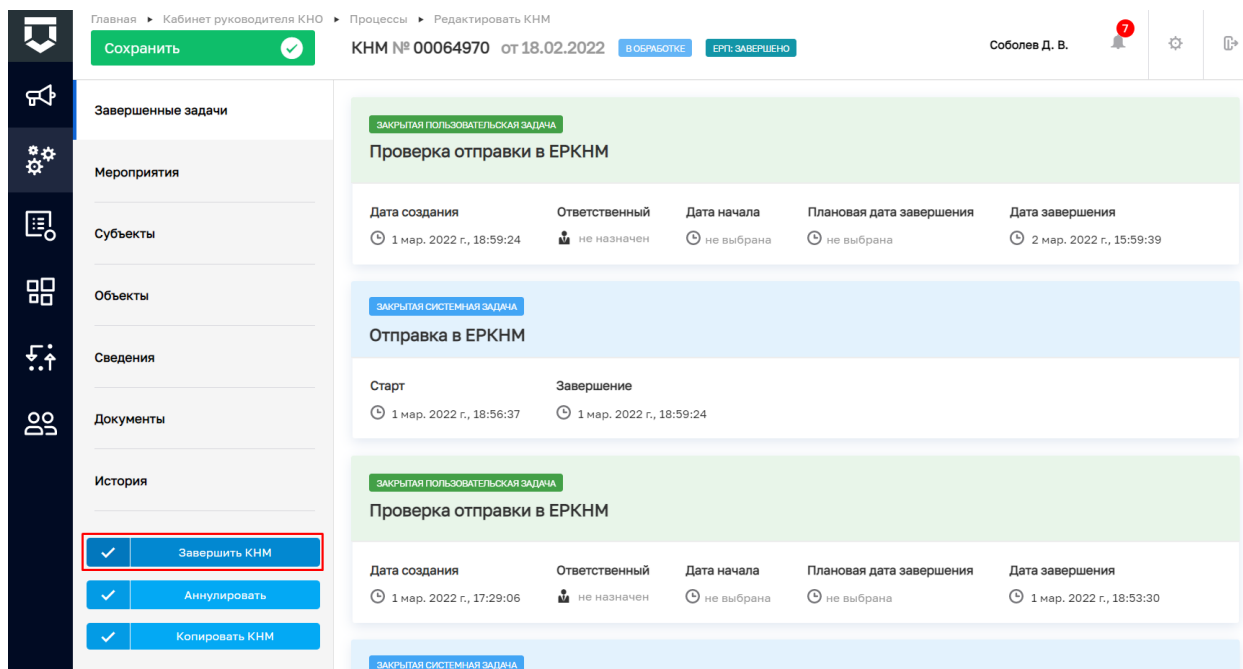 Главная ▸ Кабинет руководителя КНО ▸ Процессы ▸ Редактировать КНМ
Сохранить
КНМ № 00064970 от 18.02.2022 В ОБРАБОТКЕ ЕРП: ЗАВЕРШЕНО
Соболев Д. В.
7
Завершенные задачи
Мероприятия
Субъекты
Объекты
Сведения
Документы
История
Завершить КНМ
Аннулировать
Копировать КНМ
ЗАКРЫТАЯ ПОЛЬЗОВАТЕЛЬСКАЯ ЗАДАЧА
Проверка отправки в ЕРКНМ
Дата создания Ответственный Дата начала Плановая дата завершения Дата завершения
1 мар. 2022 г., 18:59:24 не назначен не выбрана не выбрана 2 мар. 2022 г., 15:59:39
ЗАКРЫТАЯ СИСТЕМНАЯ ЗАДАЧА
Отправка в ЕРКНМ
Старт Завершение
1 мар. 2022 г., 18:56:37 1 мар. 2022 г., 18:59:24
ЗАКРЫТАЯ ПОЛЬЗОВАТЕЛЬСКАЯ ЗАДАЧА
Проверка отправки в ЕРКНМ
Дата создания Ответственный Дата начала Плановая дата завершения Дата завершения
1 мар. 2022 г., 17:29:06 не назначен не выбрана не выбрана 1 мар. 2022 г., 18:53:30
ЗАКРЫТАЯ СИСТЕМНАЯ ЗАДАЧА